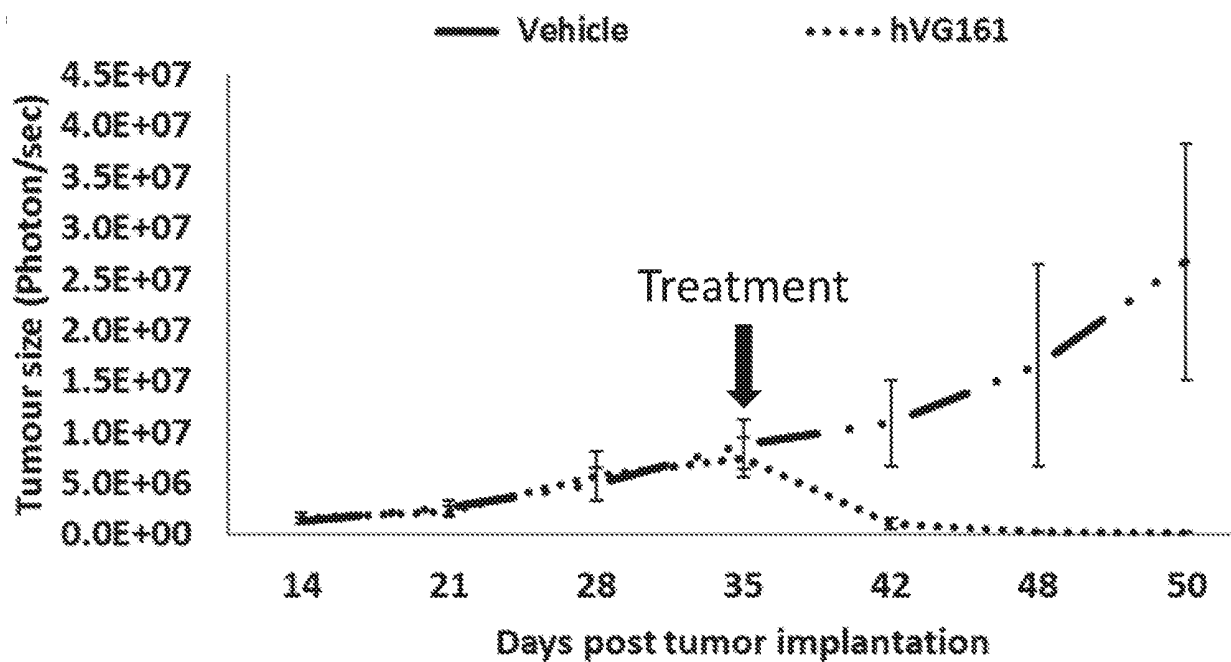 Vehicle hVG161
4.5E+07
4.0E+07
3.5E+07
3.0E+07
2.5E+07
2.0E+07
1.5E+07
1.0E+07
5.0E+06
0.0E+00
Tumour size (Photon/sec)
Treatment
14 21 28 35 42 48 50
Days post tumor implantation